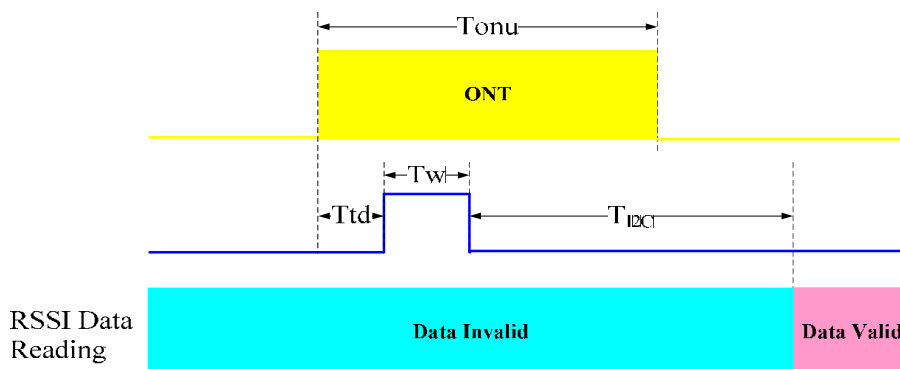 Tonu
ONT
Tw
Ttd
TI2C
RSSI Data
Reading
Data Invalid
Data Valid